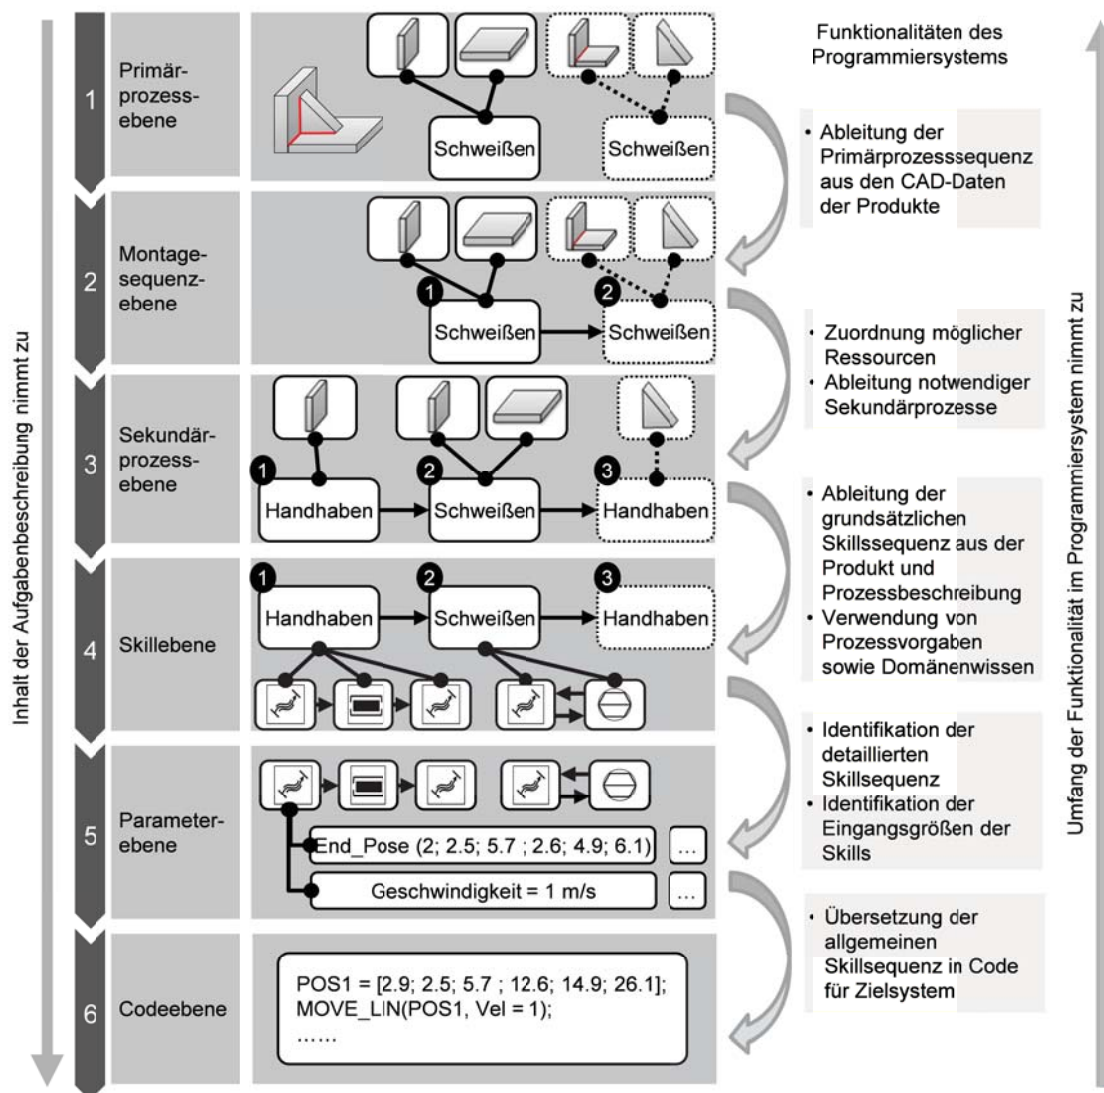 Funktionalitäten des
Programmiersystems
Inhalt der Aufgabenbeschreibung nimmt zu
Umfang der Funktionalität im Programmiersystem nimmt zu
1
Primär-
prozess-
ebene
Schweißen
Schweißen
• Ableitung der
Primärprozesssequenz
aus den CAD-Daten
der Produkte
2
Montage-
sequenz-
ebene
1
2
Schweißen
Schweißen
• Zuordnung möglicher
Ressourcen
• Ableitung notwendiger
Sekundärprozesse
3
Sekundär-
prozess-
ebene
1
2
3
Handhaben
Schweißen
Handhaben
• Ableitung der
grundsätzlichen
Skillssequenz aus der
Produkt und
Prozessbeschreibung
• Verwendung von
Prozessvorgaben
sowie Domänenwissen
4
Skillebene
1
2
3
Handhaben
Schweißen
Handhaben
• Identifikation der
detaillierten
Skillsequenz
• Identifikation der
Eingangsgrößen der
Skills
5
Parameter-
ebene
End_Pose (2; 2.5; 5.7 ; 2.6; 4.9; 6.1)
...
Geschwindigkeit = 1 m/s
...
• Übersetzung der
allgemeinen
Skillsequenz in Code
für Zielsystem
6
Codeebene
POS1 = [2.9; 2.5; 5.7 ; 12.6; 14.9; 26.1];
MOVE_LIN(POS1, Vel = 1);
......